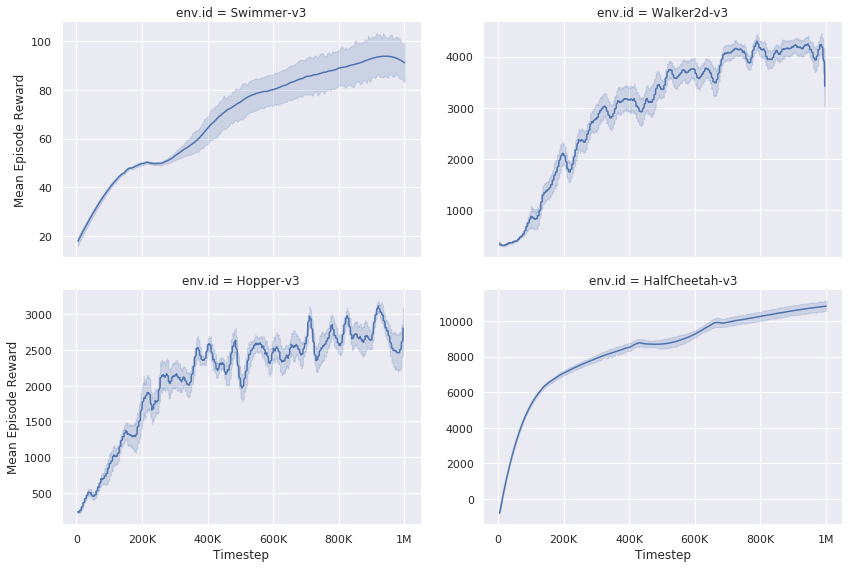 env.id = Swimmer-v3
100
80
60
40
20
Mean Episode Reward
env.id = Walker2d-v3
4000
3000
2000
1000
env.id = Hopper-v3
3000
2500
2000
1500
1000
500
Mean Episode Reward
0 200K 400K 600K 800K 1M
Timestep
env.id = HalfCheetah-v3
10000
8000
6000
4000
2000
0
0 200K 400K 600K 800K 1M
Timestep